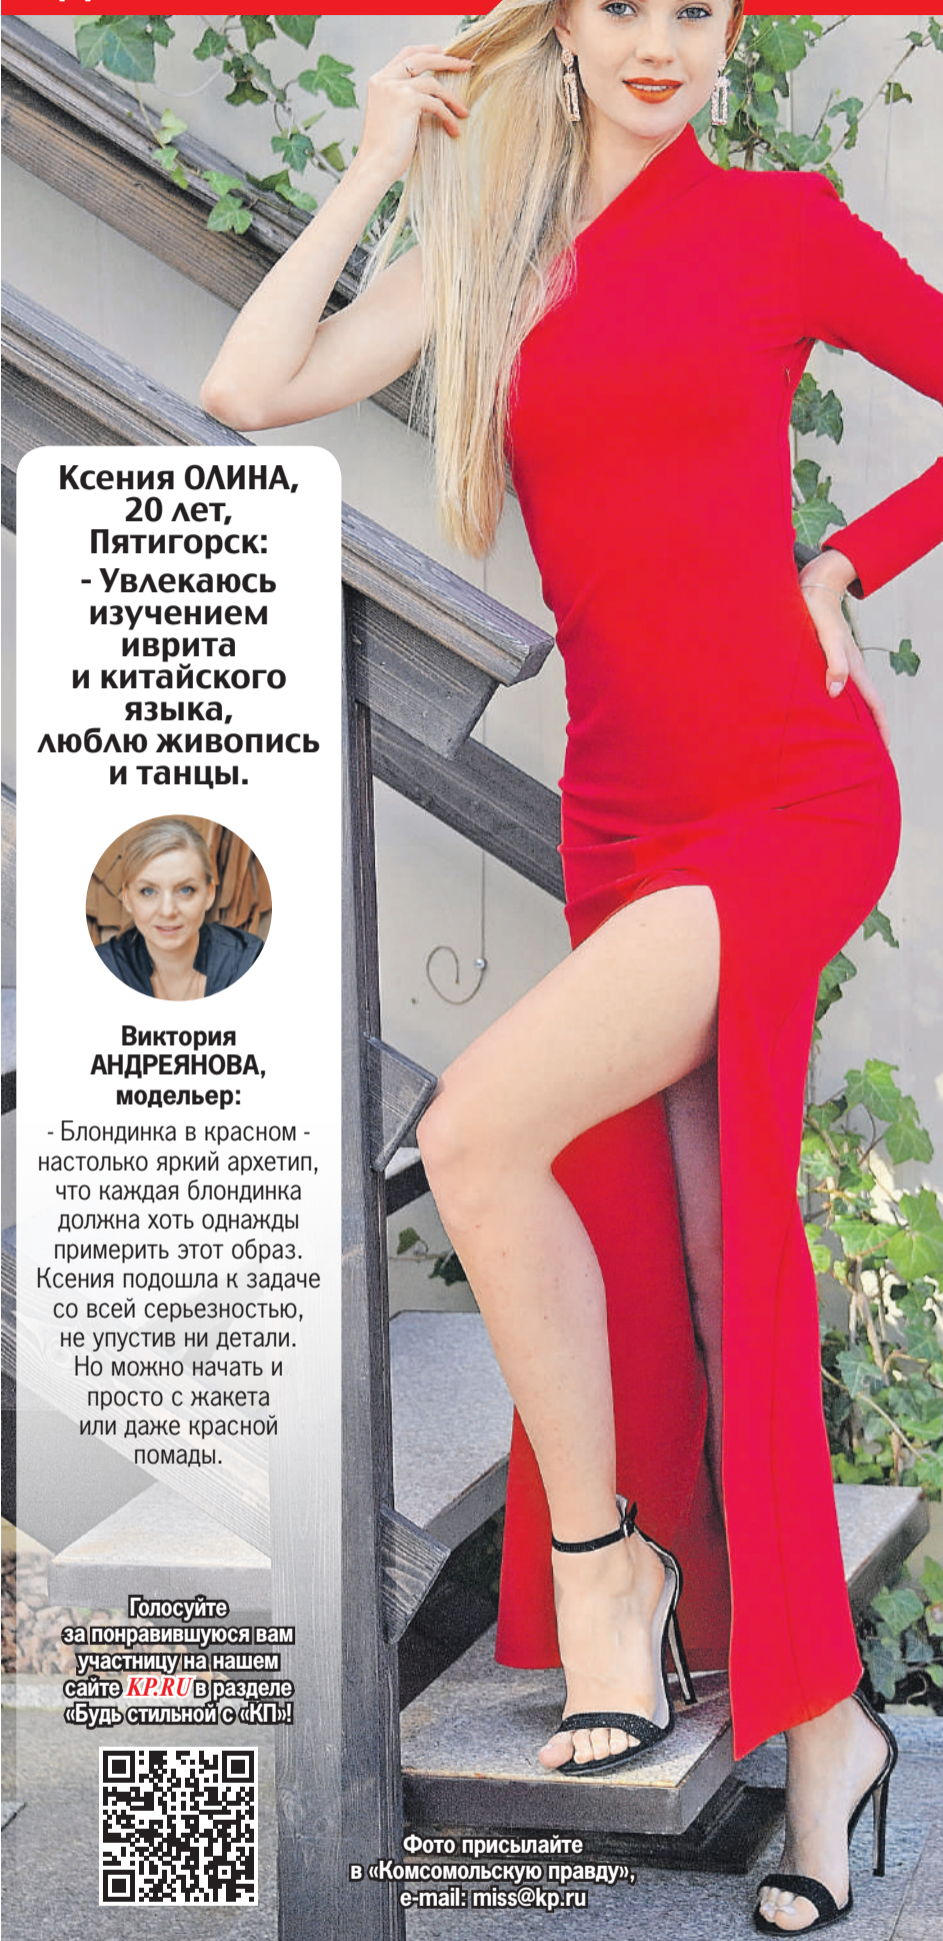 Ксения ОЛИНА,
20 лет,
Пятигорск:
- Увлекаюсь
изучением
иврита
и китайского
языка,
люблю живопись
и танцы.
Виктория
АНДРЕЯНОВА,
модельер:
- Блондинка в красном -
настолько яркий архетип,
что каждая блондинка
должна хоть однажды
примерить этот образ.
Ксения подошла к задаче
со всей серьезностью,
не упустив ни детали.
Но можно начать и
просто с жакета
или даже красной
помады.
Голосуйте
за понравившуюся вам
участницу на нашем
сайте KP.RU в разделе
«Будь стильной с «КП»!
Фото присылайте
в «Комсомольскую правду»,
e-mail: miss@kp.ru